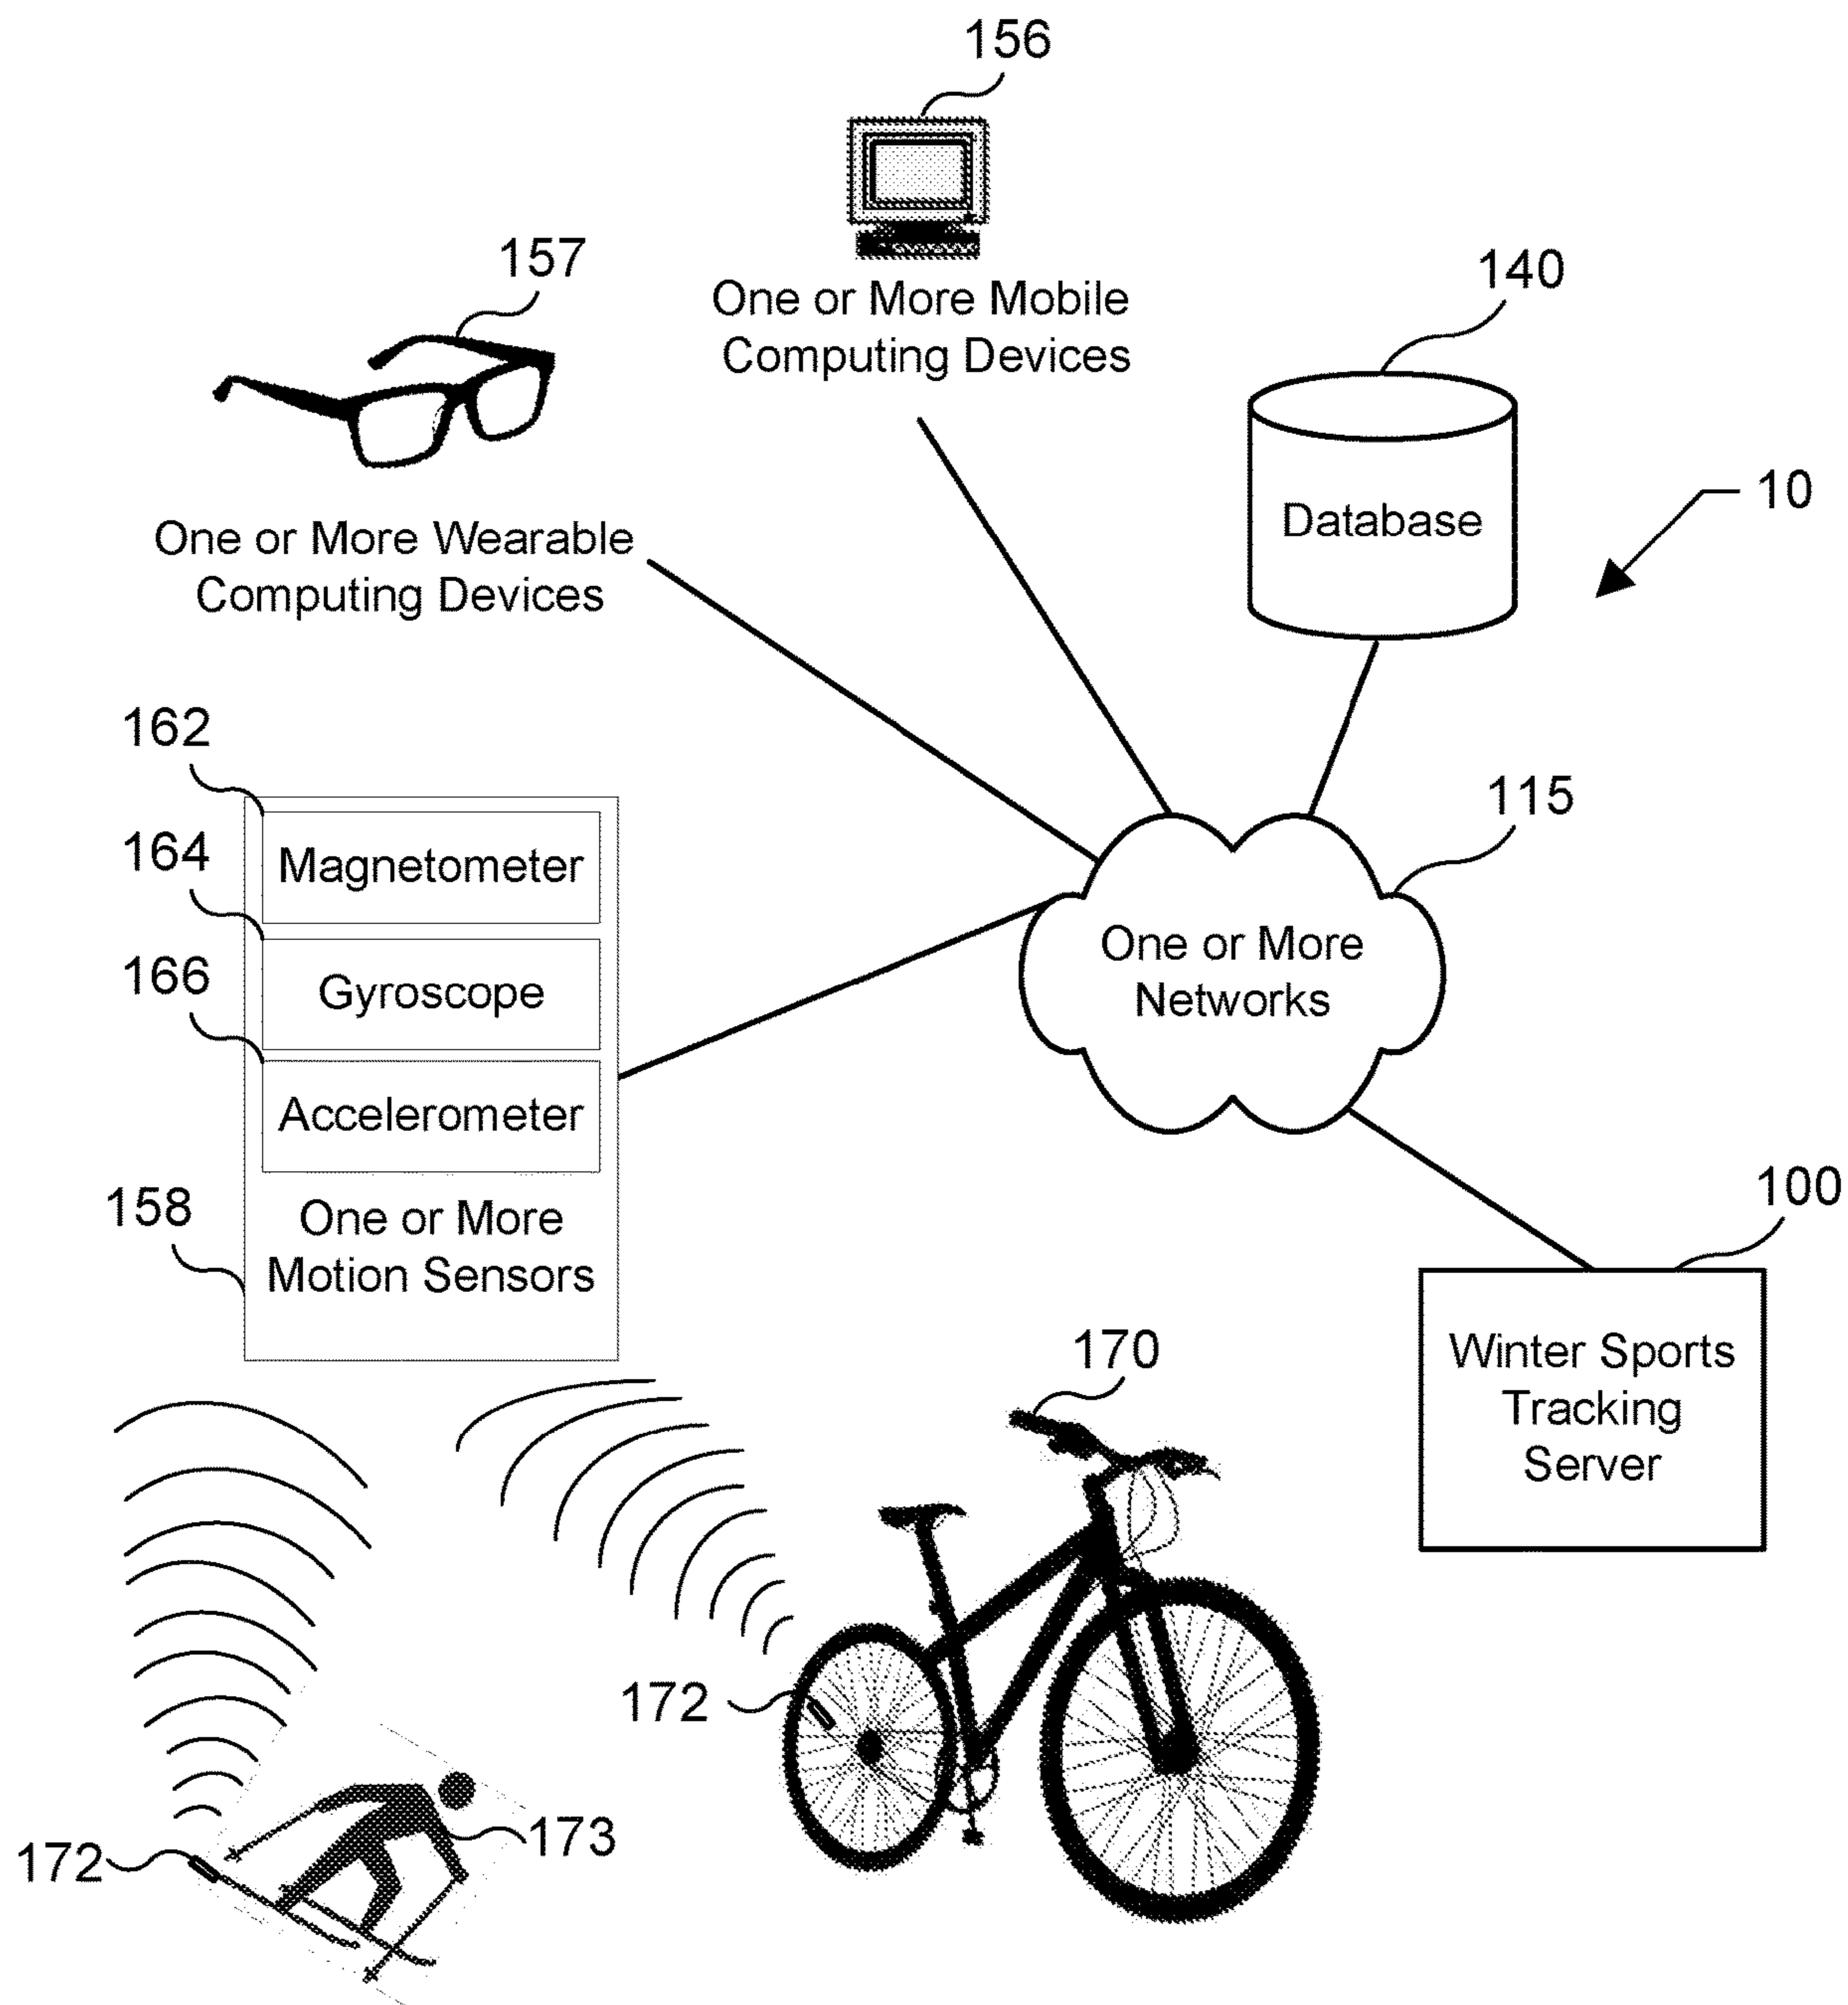 156
157
One or More Mobile
Computing Devices
140
Database
10
One or More Wearable
Computing Devices
162
Magnetometer
164
Gyroscope
166
Accelerometer
158
One or More
Motion Sensors
115
One or More
Networks
100
Winter Sports
Tracking
Server
170
172
173
172